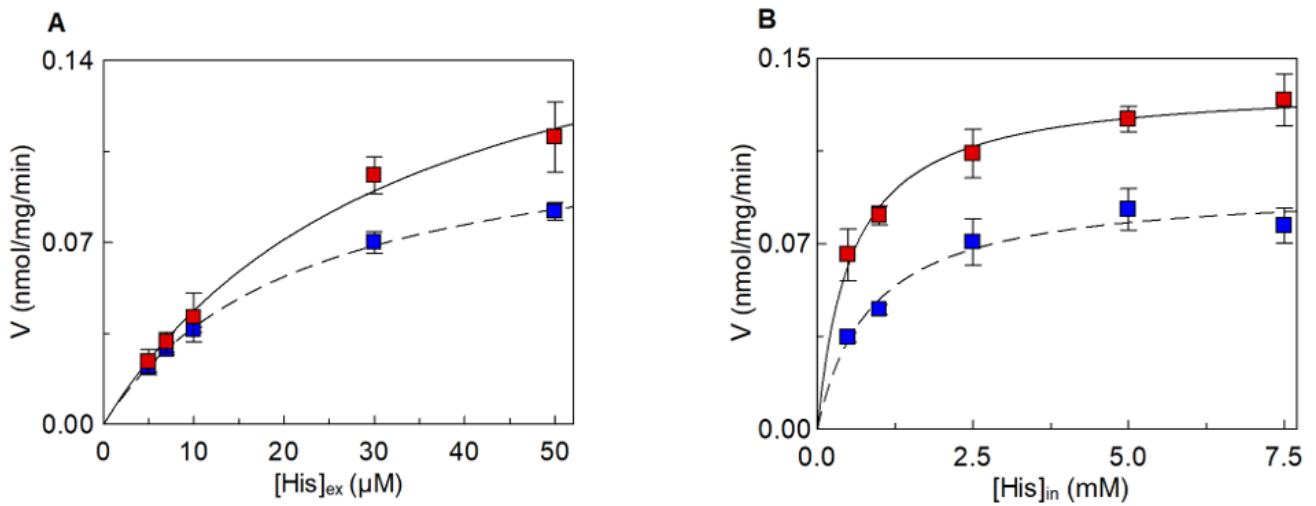 A
0.14
0.07
0.00
V (nmol/mg/min)
0 10 20 30 40 50
[His]ex (µM)
B
0.15
0.07
0.00
V (nmol/mg/min)
0.0 2.5 5.0 7.5
[His]in (mM)